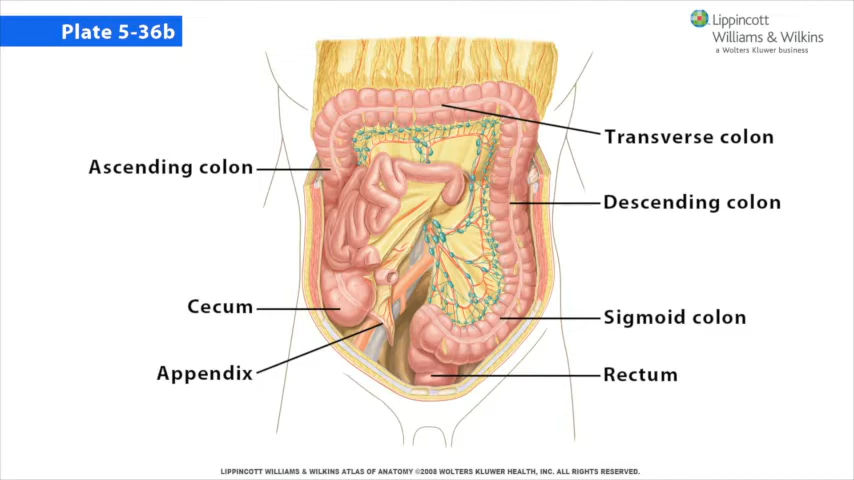 Plate 5-36b
Lippincott
Williams & Wilkins
a Wolters Kluwer business
Transverse colon
Ascending colon
Descending colon
Cecum
Sigmoid colon
Appendix
Rectum
LIPPINCOTT WILLIAMS & WILKINS ATLAS OF ANATOMY ©2008 WOLTERS KLUWER HEALTH, INC. ALL RIGHTS RESERVED.